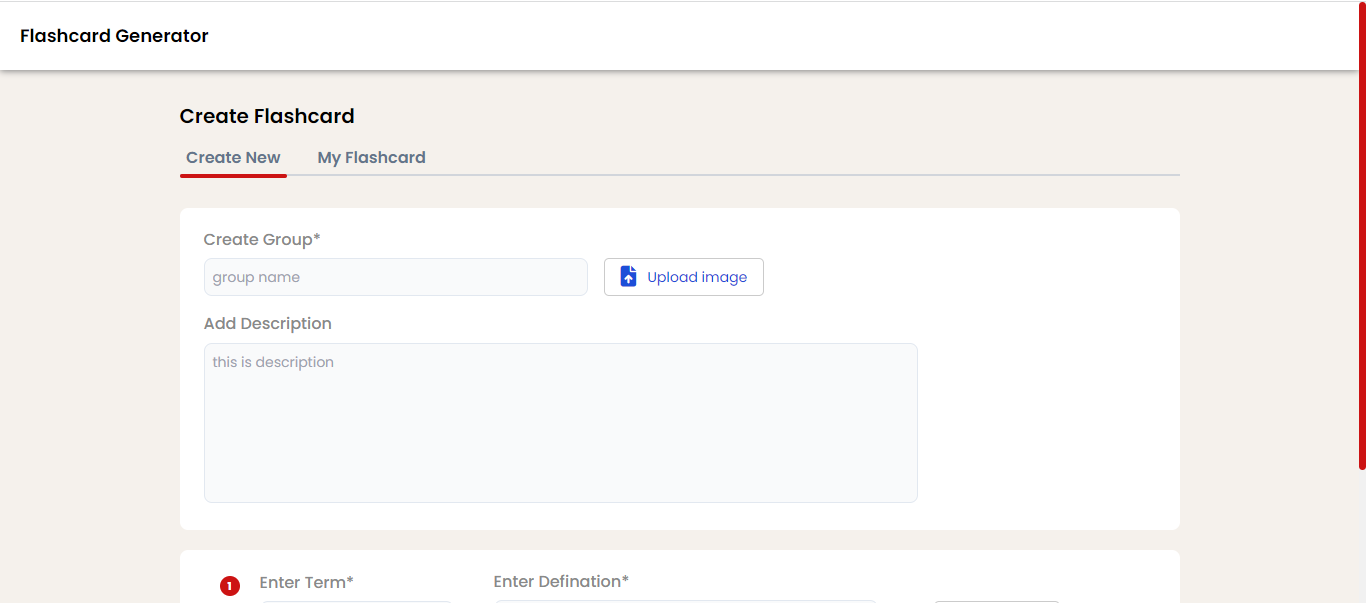 Flashcard Generator
Create Flashcard
Create New My Flashcard
Create Group*
group name Upload image
Add Description
this is description
1 Enter Term* Enter Defination*